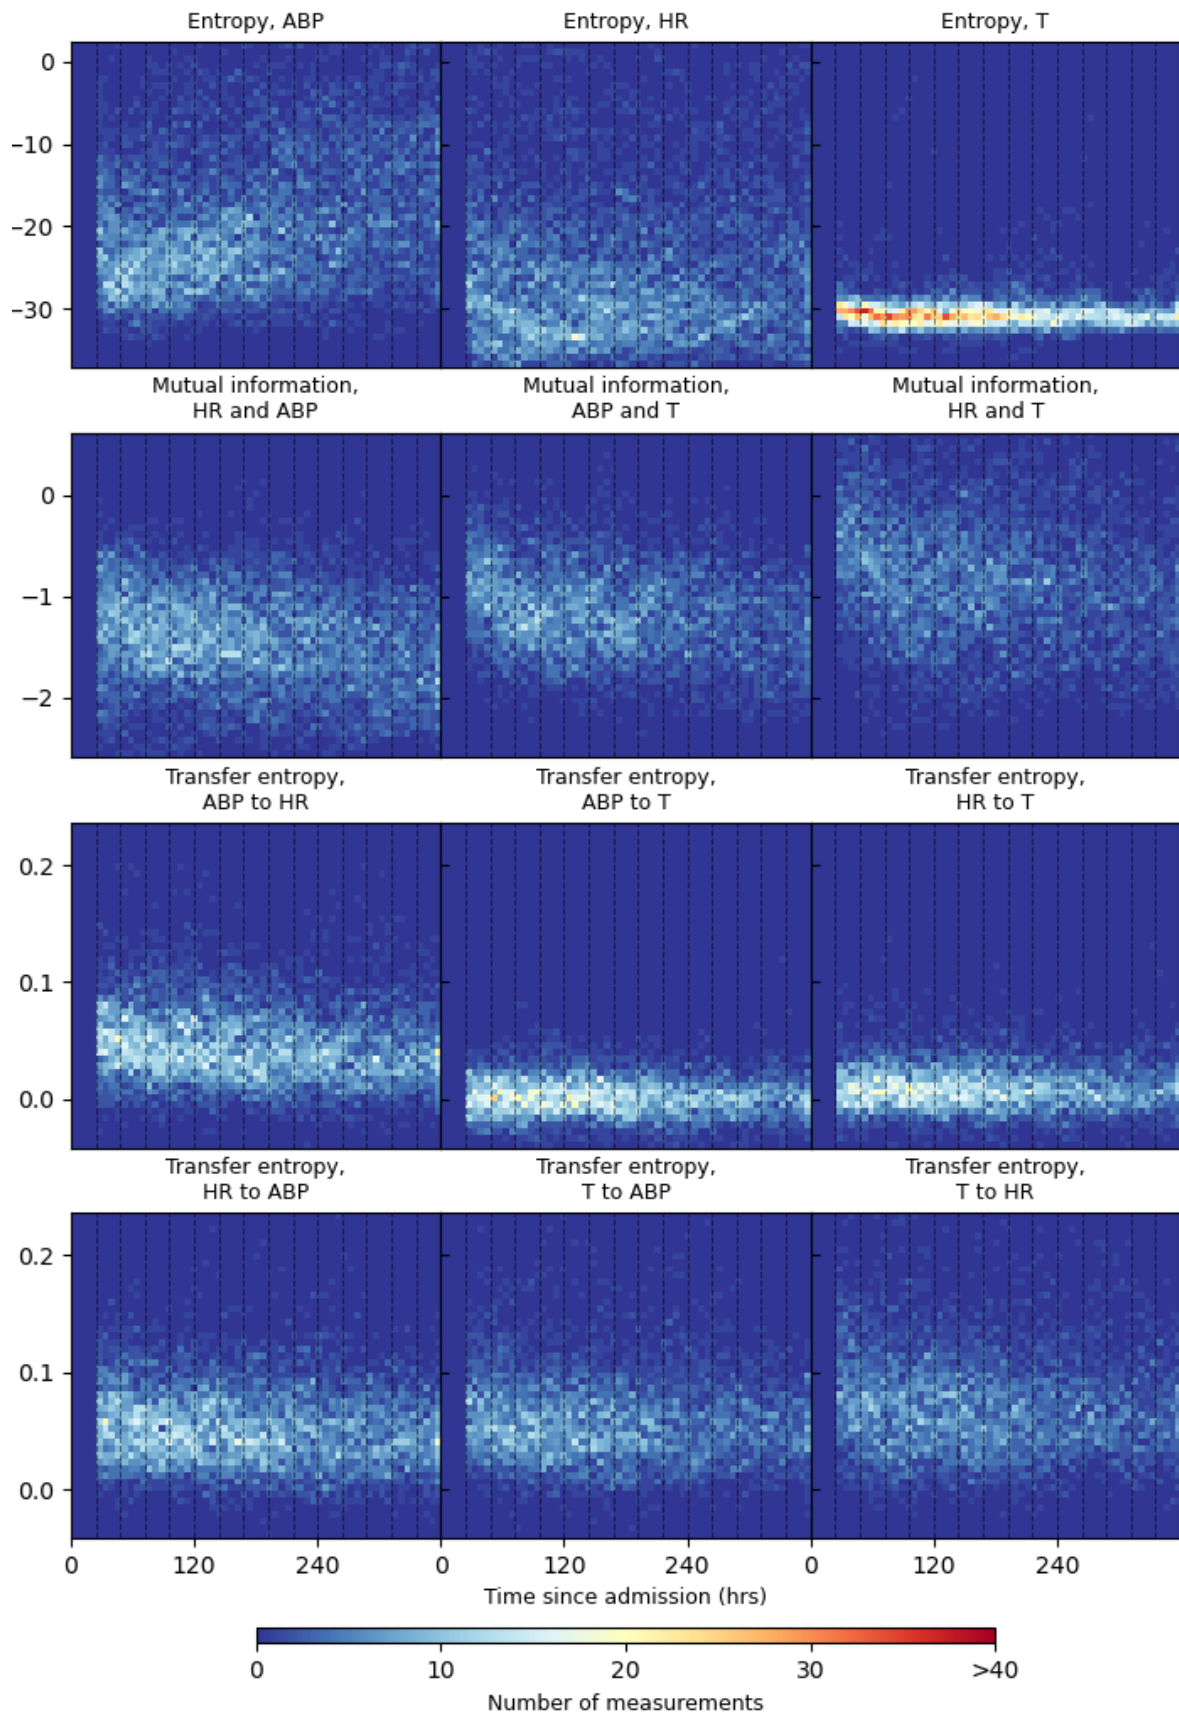 Entropy, ABP
Entropy, HR
Entropy, T
0
−10
−20
−30
Mutual information,
HR and ABP
Mutual information,
ABP and T
Mutual information,
HR and T
0
−1
−2
Transfer entropy,
ABP to HR
Transfer entropy,
ABP to T
Transfer entropy,
HR to T
0.2
0.1
0.0
Transfer entropy,
HR to ABP
Transfer entropy,
T to ABP
Transfer entropy,
T to HR
0.2
0.1
0.0
0 120 240 0 120 240 0 120 240
Time since admission (hrs)
0 10 20 30 >40
Number of measurements